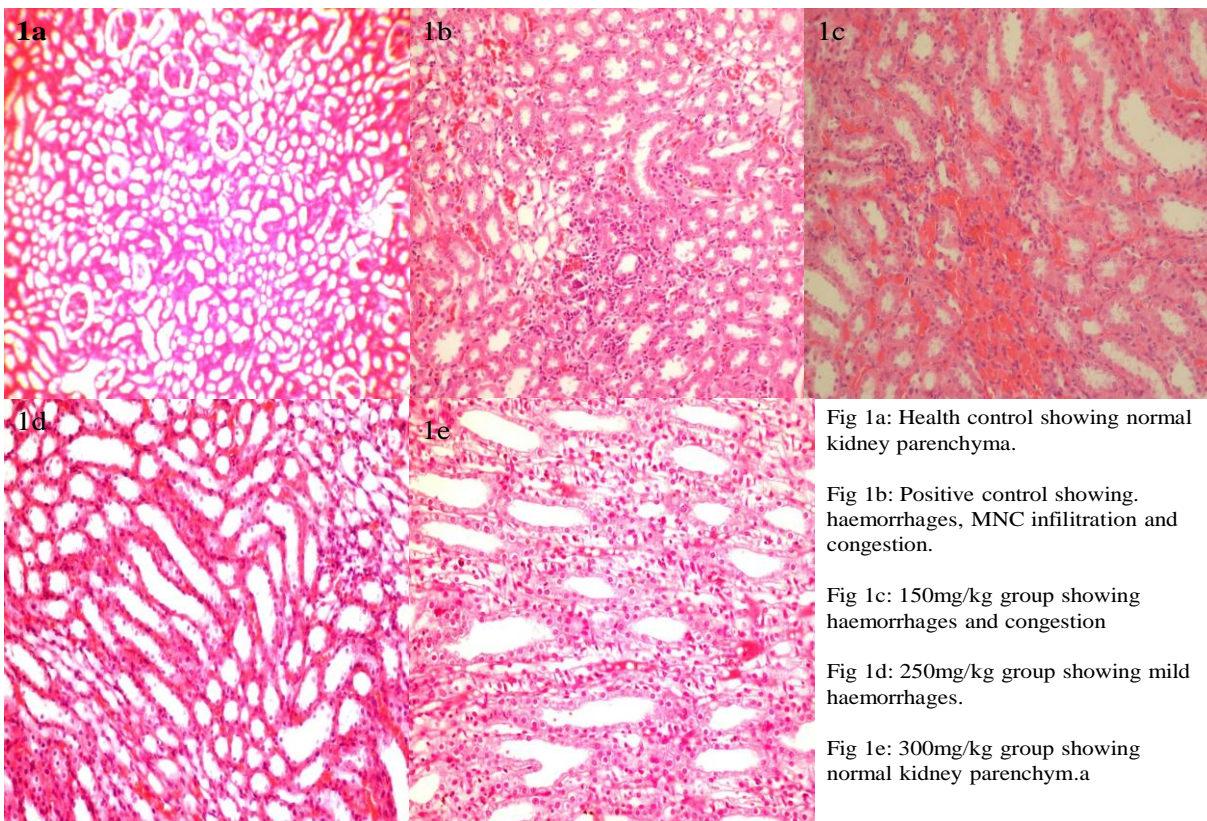 1a
1b
1c
1d
1e
Fig 1a: Health control showing normal
kidney parenchyma.
Fig 1b: Positive control showing.
haemorrhages, MNC infilitration and
congestion.
Fig 1c: 150mg/kg group showing
haemorrhages and congestion
Fig 1d: 250mg/kg group showing mild
haemorrhages.
Fig 1e: 300mg/kg group showing
normal kidney parenchym.a